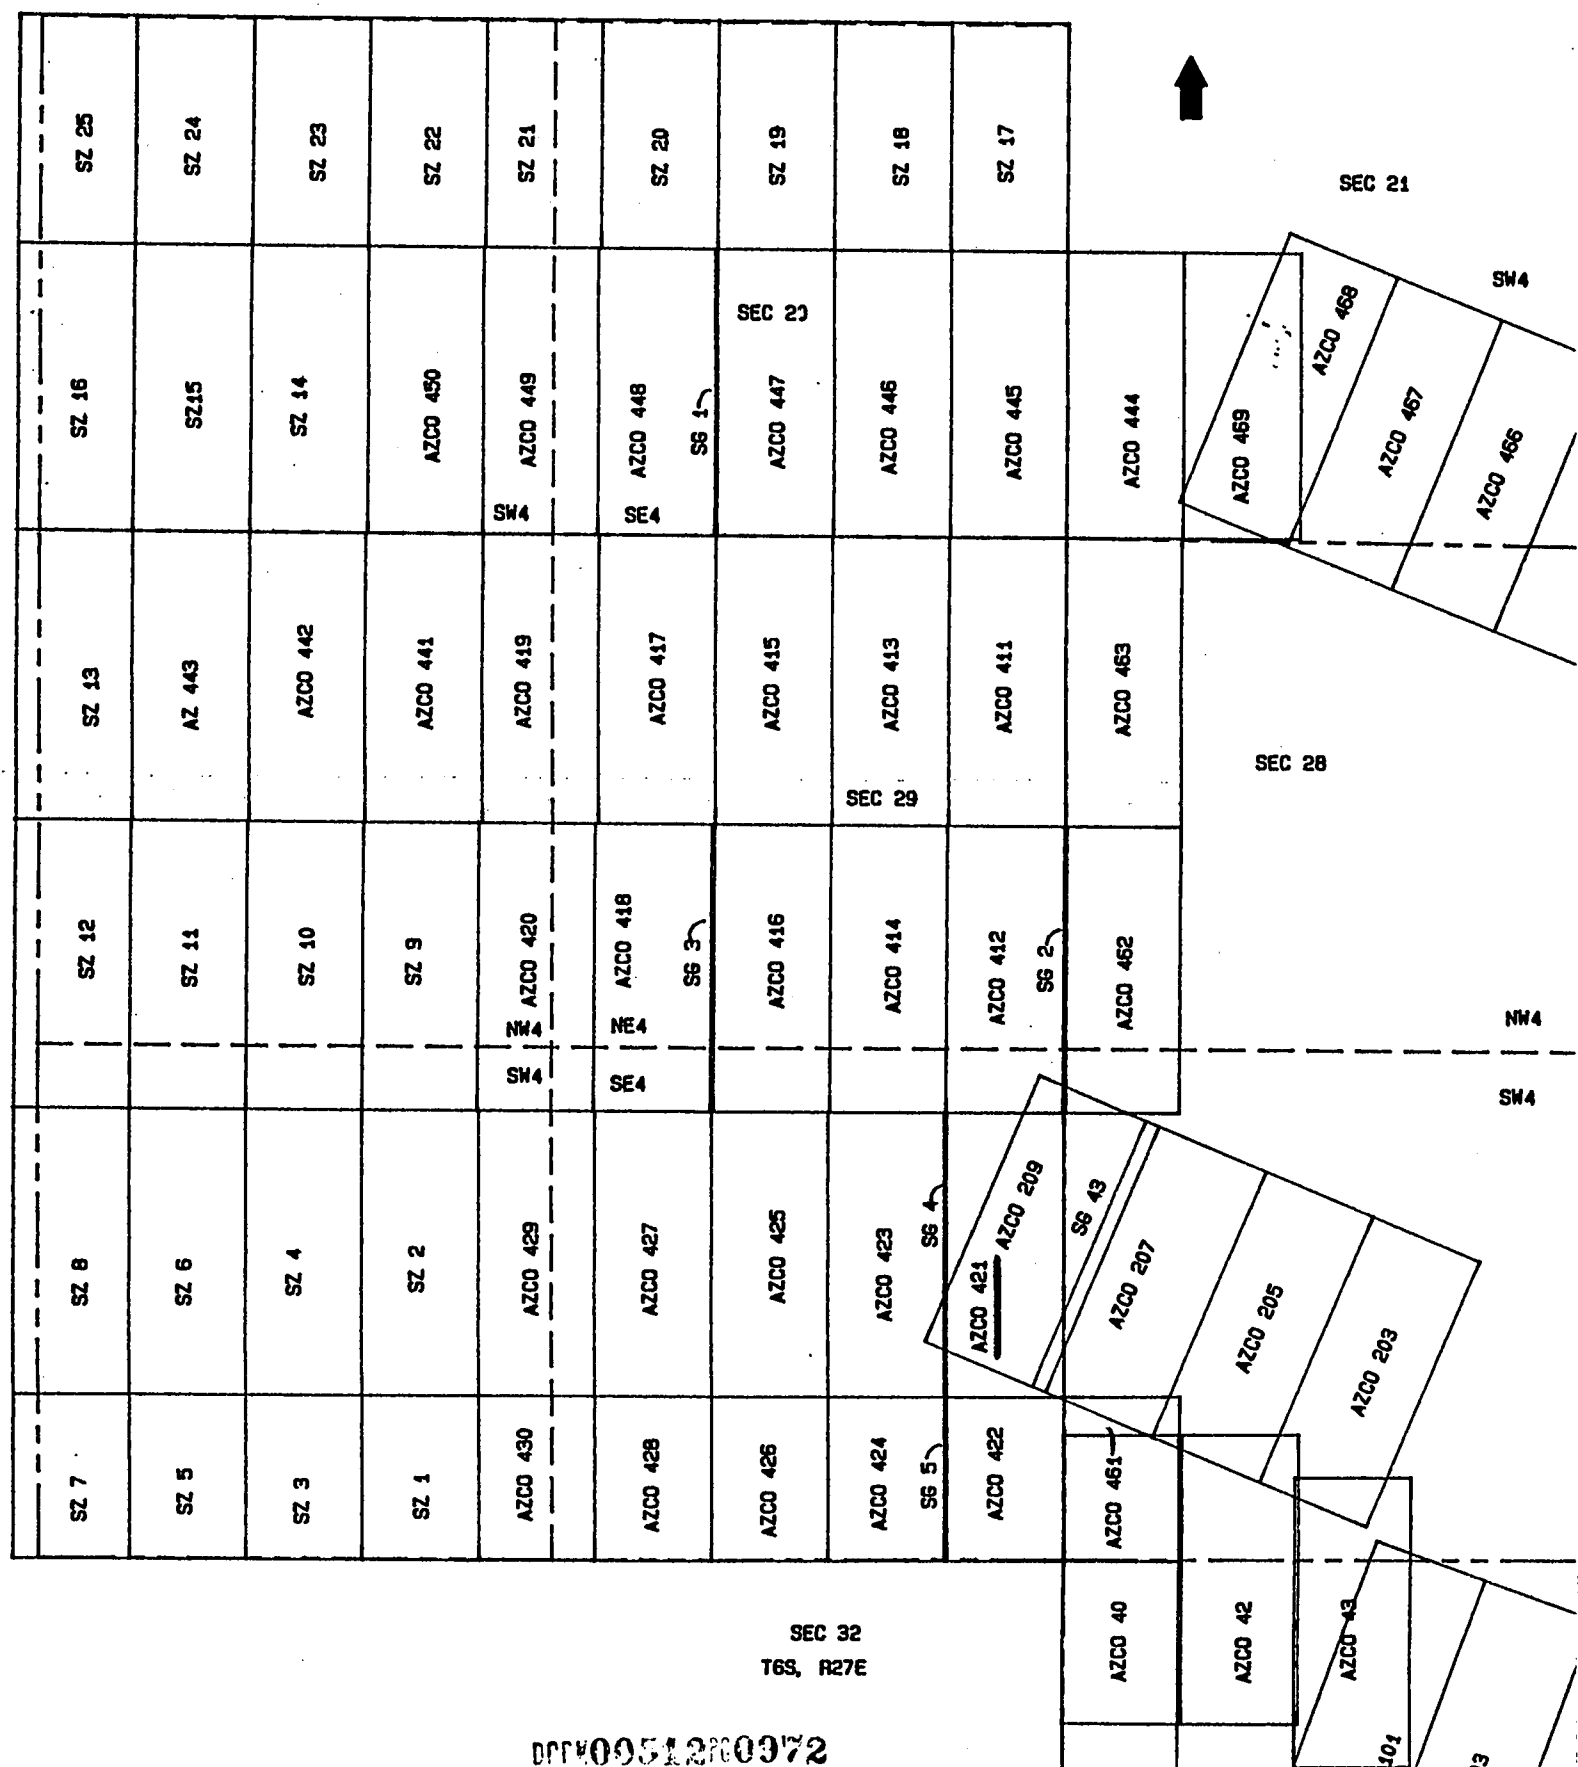 SZ 25
SZ 24
SZ 23
SZ 22
SZ 21
SZ 20
SZ 19
SZ 18
SZ 17
SEC 21
SW4
SEC 20
SZ 16
SZ15
SZ 14
AZCO 450
AZCO 449
AZCO 448
SG 1
AZCO 447
AZCO 446
AZCO 445
AZCO 444
AZCO 469
AZCO 468
AZCO 467
AZCO 466
SW4
SE4
SZ 13
AZ 443
AZCO 442
AZCO 441
AZCO 419
AZCO 417
AZCO 415
AZCO 413
AZCO 411
AZCO 463
SEC 28
SEC 29
SZ 12
SZ 11
SZ 10
SZ 9
AZCO 420
AZCO 418
SG 3
AZCO 416
AZCO 414
AZCO 412
SG 2
AZCO 462
NW4
NE4
NW4
SW4
SE4
SW4
SZ 8
SZ 6
SZ 4
SZ 2
AZCO 429
AZCO 427
AZCO 425
AZCO 423
SG 4
AZCO 421
AZCO 209
SG 43
AZCO 207
AZCO 205
AZCO 203
SZ 7
SZ 5
SZ 3
SZ 1
AZCO 430
AZCO 428
AZCO 426
AZCO 424
SG 5
AZCO 422
AZCO 461
AZCO 40
AZCO 42
AZCO 43
SEC 32
T6S, R27E
101